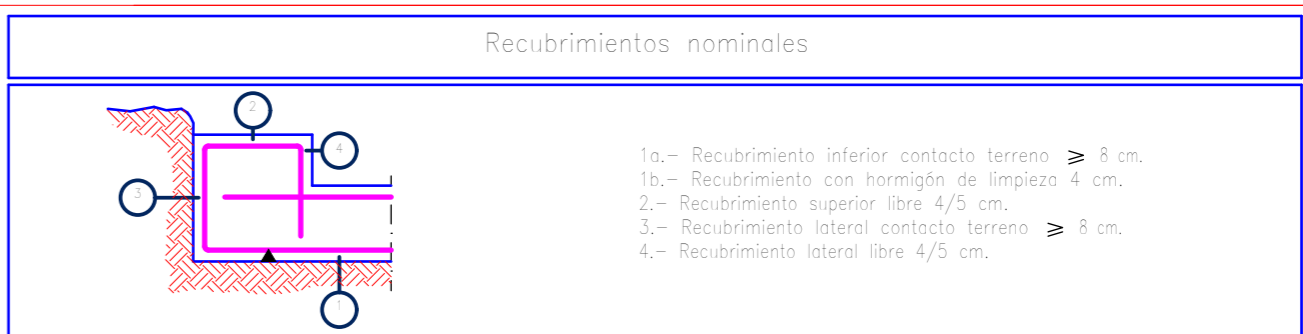 Recubrimientos nominales
2
4
3
1
1a.- Recubrimiento inferior contacto terreno ≥ 8 cm.
1b.- Recubrimiento con hormigón de limpieza 4 cm.
2.- Recubrimiento superior libre 4/5 cm.
3.- Recubrimiento lateral contacto terreno ≥ 8 cm.
4.- Recubrimiento lateral libre 4/5 cm.